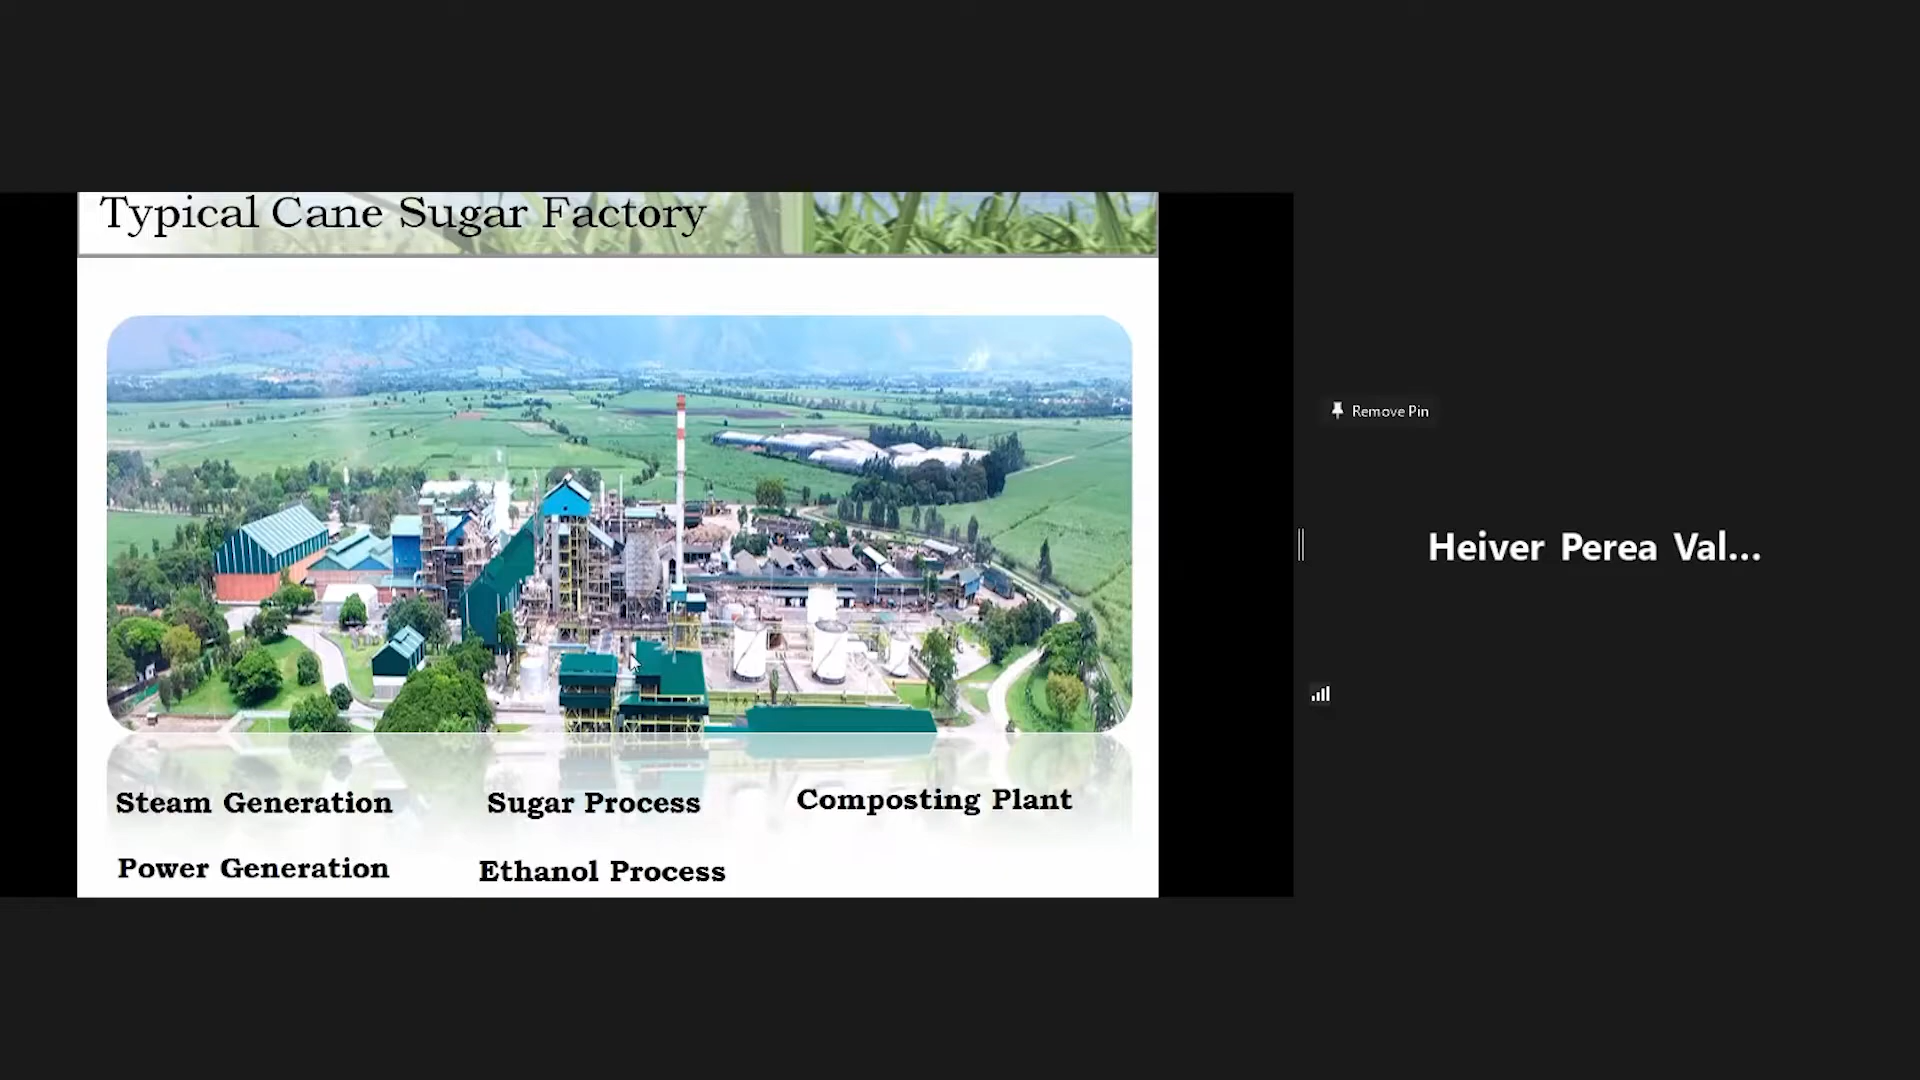 Typical Cane Sugar Factory
Remove Pin
Heiver Perea Val...
Steam Generation
Sugar Process
Composting Plant
Power Generation
Ethanol Process